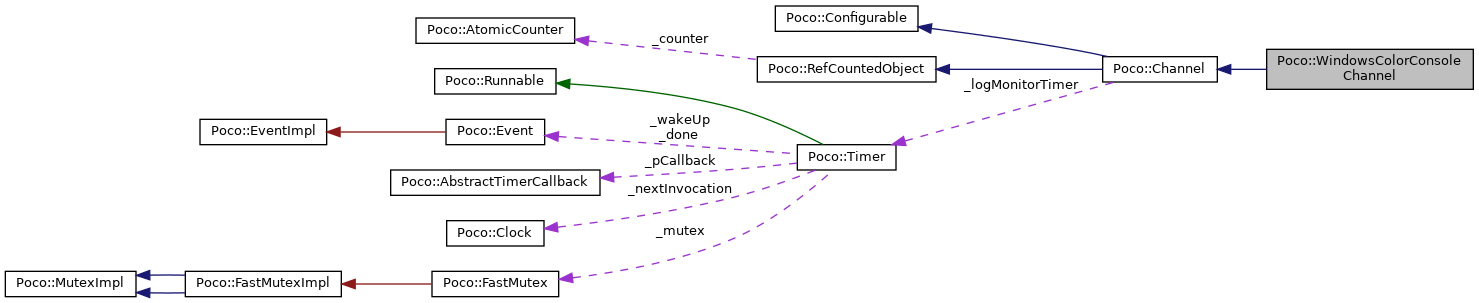 Poco::Configurable
Poco::AtomicCounter
_counter
Poco::RefCountedObject
Poco::Channel
Poco::WindowsColorConsole
Channel
Poco::Runnable
_logMonitorTimer
Poco::EventImpl
Poco::Event
_wakeUp
_done
Poco::Timer
_pCallback
Poco::AbstractTimerCallback
_nextInvocation
Poco::Clock
_mutex
Poco::MutexImpl
Poco::FastMutexImpl
Poco::FastMutex